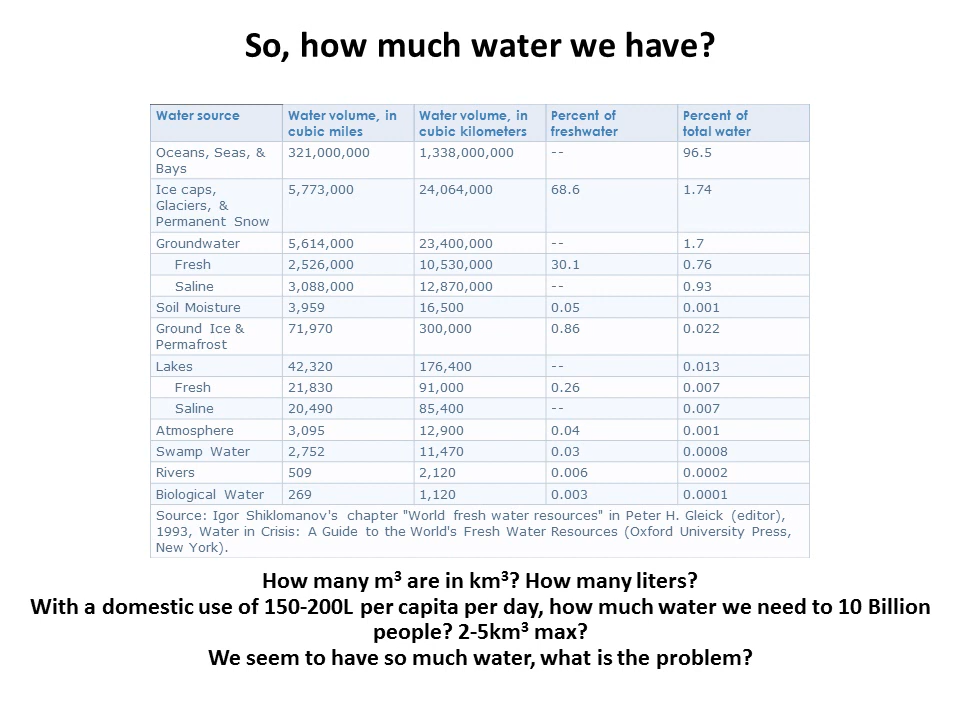 So, how much water we have?
Water source Water volume, in cubic miles Water volume, in cubic kilometers Percent of freshwater Percent of total water
Oceans, Seas, & Bays 321,000,000 1,338,000,000 -- 96.5
Ice caps, Glaciers, & Permanent Snow 5,773,000 24,064,000 68.6 1.74
Groundwater 5,614,000 23,400,000 -- 1.7
Fresh 2,526,000 10,530,000 30.1 0.76
Saline 3,088,000 12,870,000 -- 0.93
Soil Moisture 3,959 16,500 0.05 0.001
Ground Ice & Permafrost 71,970 300,000 0.86 0.022
Lakes 42,320 176,400 -- 0.013
Fresh 21,830 91,000 0.26 0.007
Saline 20,490 85,400 -- 0.007
Atmosphere 3,095 12,900 0.04 0.001
Swamp Water 2,752 11,470 0.03 0.0008
Rivers 509 2,120 0.006 0.0002
Biological Water 269 1,120 0.003 0.0001
Source: Igor Shiklomanov's chapter "World fresh water resources" in Peter H. Gleick (editor),
1993, Water in Crisis: A Guide to the World's Fresh Water Resources (Oxford University Press,
New York).
How many m³ are in km³? How many liters?
With a domestic use of 150-200L per capita per day, how much water we need to 10 Billion
people? 2-5km³ max?
We seem to have so much water, what is the problem?